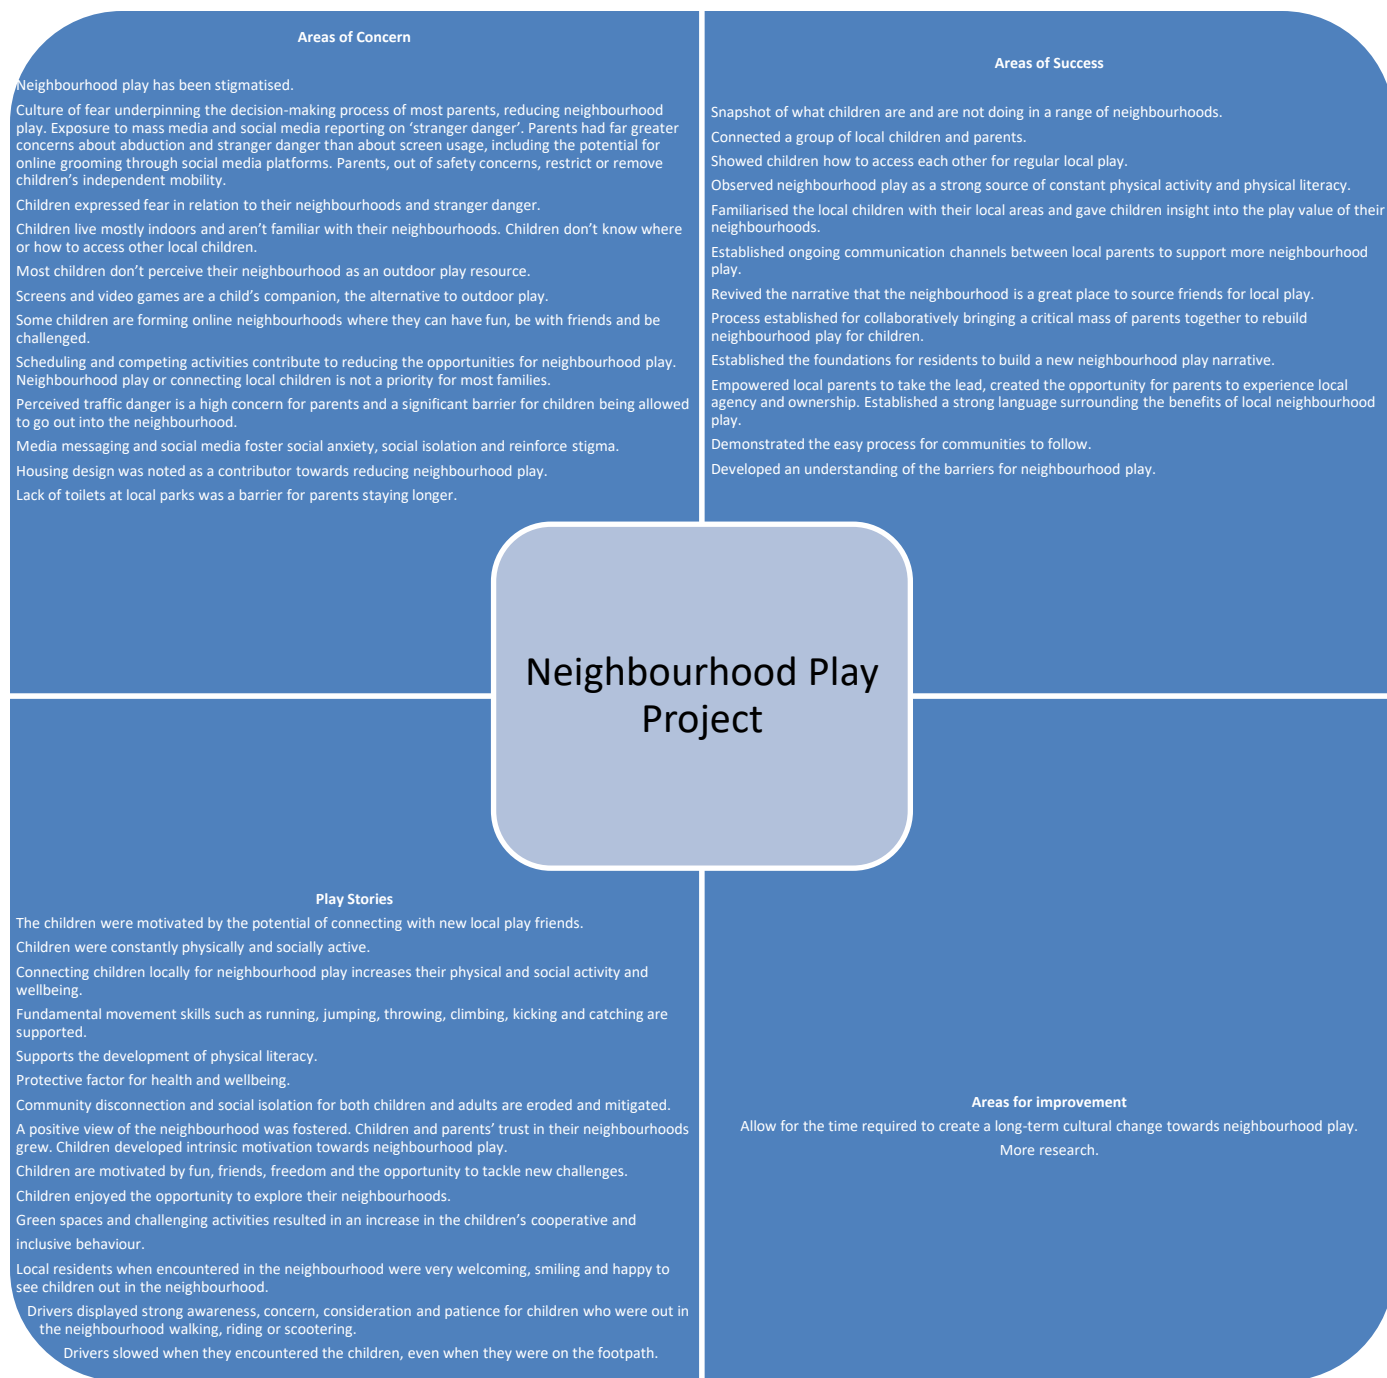 Areas of Concern
Neighbourhood play has been stigmatised.
Culture of fear underpinning the decision-making process of most parents, reducing neighbourhood
play. Exposure to mass media and social media reporting on ‘stranger danger’. Parents had far greater
concerns about abduction and stranger danger than about screen usage, including the potential for
online grooming through social media platforms. Parents, out of safety concerns, restrict or remove
children’s independent mobility.
Children expressed fear in relation to their neighbourhoods and stranger danger.
Children live mostly indoors and aren’t familiar with their neighbourhoods. Children don’t know where
or how to access other local children.
Most children don’t perceive their neighbourhood as an outdoor play resource.
Screens and video games are a child’s companion, the alternative to outdoor play.
Some children are forming online neighbourhoods where they can have fun, be with friends and be
challenged.
Scheduling and competing activities contribute to reducing the opportunities for neighbourhood play.
Neighbourhood play or connecting local children is not a priority for most families.
Perceived traffic danger is a high concern for parents and a significant barrier for children being allowed
to go out into the neighbourhood.
Media messaging and social media foster social anxiety, social isolation and reinforce stigma.
Housing design was noted as a contributor towards reducing neighbourhood play.
Lack of toilets at local parks was a barrier for parents staying longer.
Areas of Success
Snapshot of what children are and are not doing in a range of neighbourhoods.
Connected a group of local children and parents.
Showed children how to access each other for regular local play.
Observed neighbourhood play as a strong source of constant physical activity and physical literacy.
Familiarised the local children with their local areas and gave children insight into the play value of their
neighbourhoods.
Established ongoing communication channels between local parents to support more neighbourhood
play.
Revived the narrative that the neighbourhood is a great place to source friends for local play.
Process established for collaboratively bringing a critical mass of parents together to rebuild
neighbourhood play for children.
Established the foundations for residents to build a new neighbourhood play narrative.
Empowered local parents to take the lead, created the opportunity for parents to experience local
agency and ownership. Established a strong language surrounding the benefits of local neighbourhood
play.
Demonstrated the easy process for communities to follow.
Developed an understanding of the barriers for neighbourhood play.
Neighbourhood Play
Project
Play Stories
The children were motivated by the potential of connecting with new local play friends.
Children were constantly physically and socially active.
Connecting children locally for neighbourhood play increases their physical and social activity and
wellbeing.
Fundamental movement skills such as running, jumping, throwing, climbing, kicking and catching are
supported.
Supports the development of physical literacy.
Protective factor for health and wellbeing.
Community disconnection and social isolation for both children and adults are eroded and mitigated.
A positive view of the neighbourhood was fostered. Children and parents’ trust in their neighbourhoods
grew. Children developed intrinsic motivation towards neighbourhood play.
Children are motivated by fun, friends, freedom and the opportunity to tackle new challenges.
Children enjoyed the opportunity to explore their neighbourhoods.
Green spaces and challenging activities resulted in an increase in the children’s cooperative and
inclusive behaviour.
Local residents when encountered in the neighbourhood were very welcoming, smiling and happy to
see children out in the neighbourhood.
Drivers displayed strong awareness, concern, consideration and patience for children who were out in
the neighbourhood walking, riding or scootering.
Drivers slowed when they encountered the children, even when they were on the footpath.
Areas for improvement
Allow for the time required to create a long-term cultural change towards neighbourhood play.
More research.